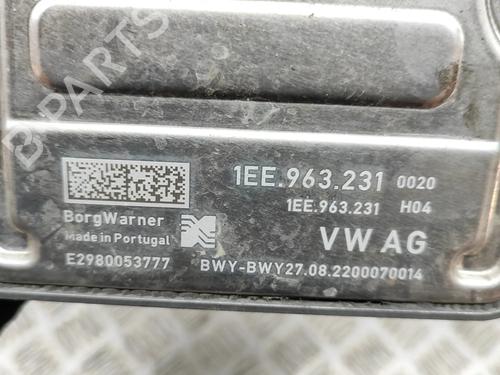 B-PARTS
1EE.963.231 0020
1EE.963.231 H04
BorgWarner
Made in Portugal
VW AG
E2980053777
BWY-BWY27.08.2200070014